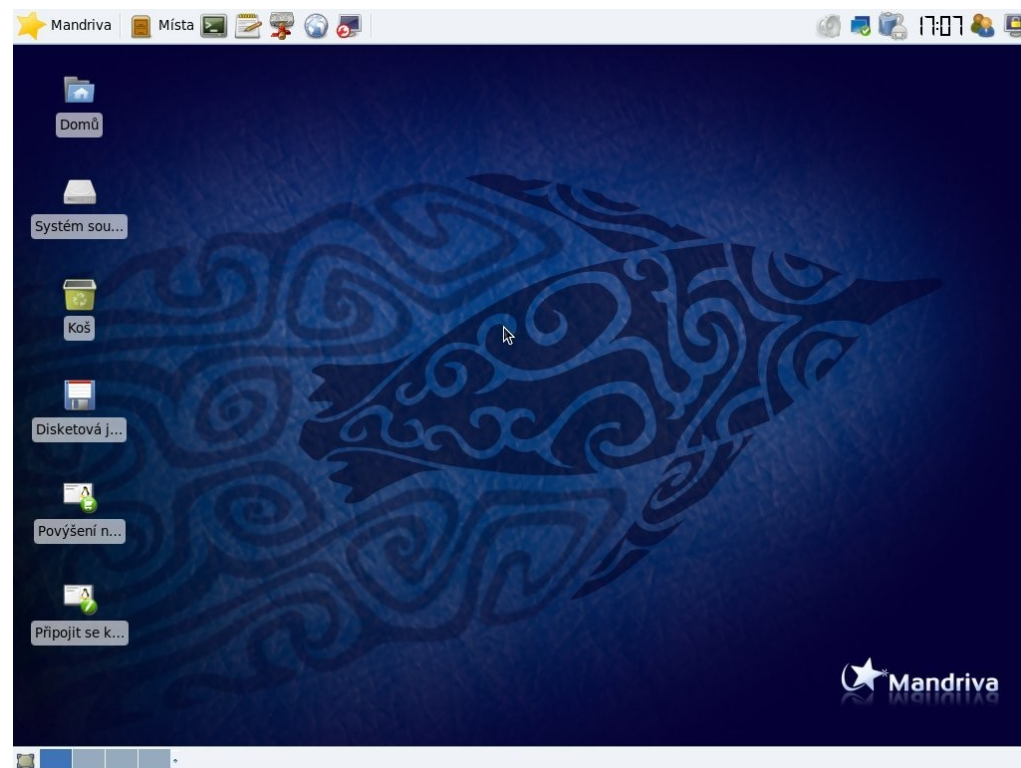 Mandriva
Místa
17:07
Domů
Systém sou...
Koš
Disketová j...
Povýšení n...
Připojit se k...
Mandriva